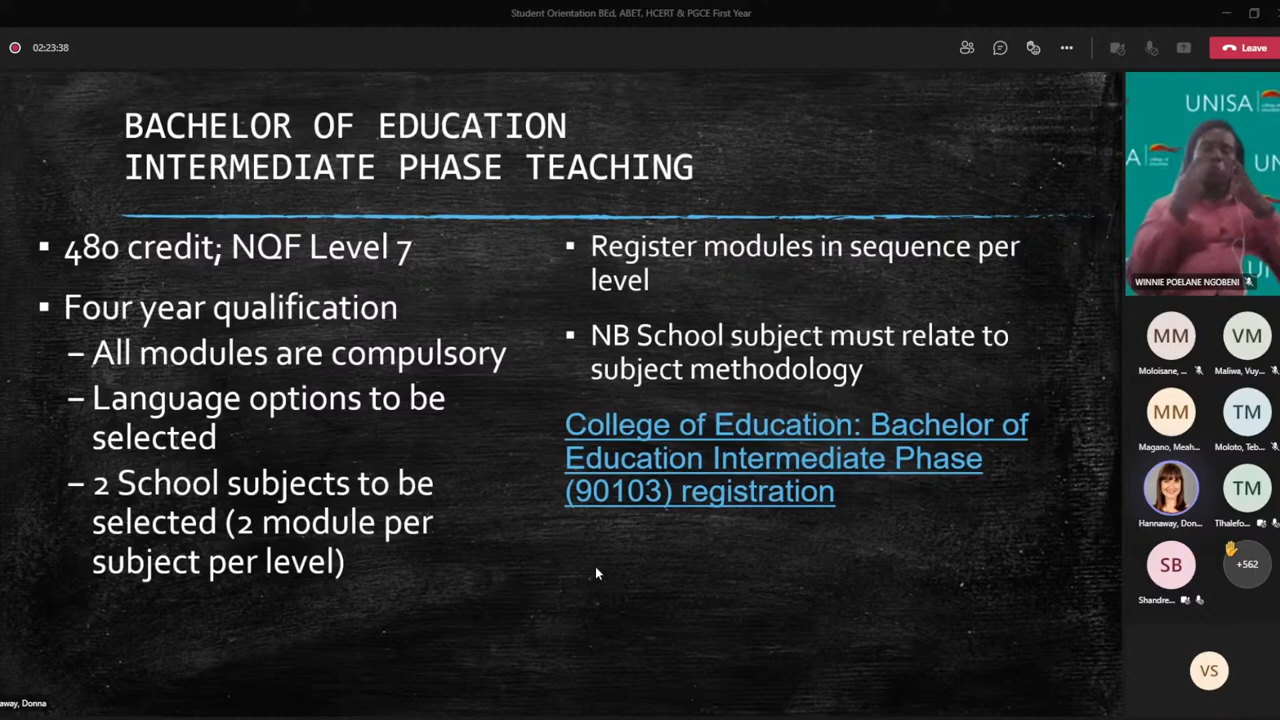 Student Orientation BEd, ABET, HCERT & PGCE First Year
02:23:38
Leave
BACHELOR OF EDUCATION
INTERMEDIATE PHASE TEACHING
▪ 480 credit; NQF Level 7
▪ Four year qualification
– All modules are compulsory
– Language options to be
selected
– 2 School subjects to be
selected (2 module per
subject per level)
▪ Register modules in sequence per
level
▪ NB School subject must relate to
subject methodology
College of Education: Bachelor of
Education Intermediate Phase
(90103) registration
UNISA
WINNIE POELANE NGOBENI
MM
VM
Moloisane, ...
Maliwa, Vuy...
MM
TM
Magano, Meah...
Moloto, Teb...
TM
Hannaway, Don...
Tlhalefo...
SB
+562
Shandre...
VS
away, Donna